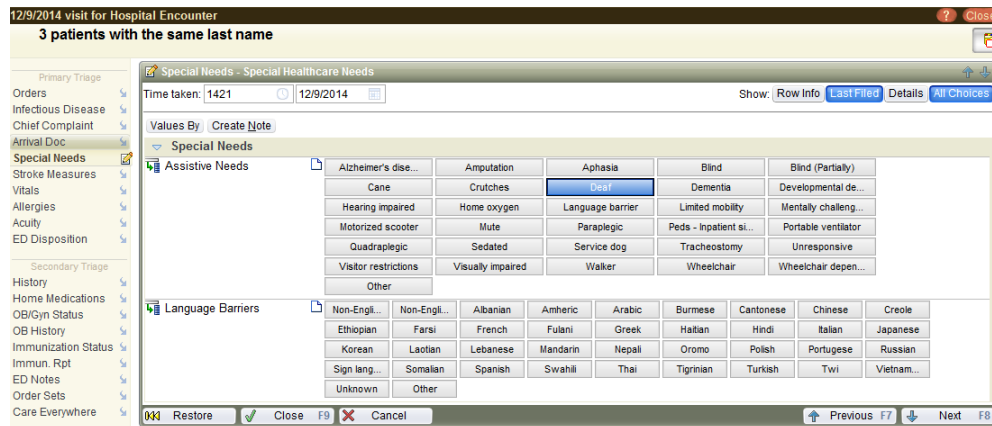 12/9/2014 visit for Hospital Encounter
? Close
3 patients with the same last name
Primary Triage
Orders
Infectious Disease
Chief Complaint
Arrival Doc
Special Needs
Stroke Measures
Vitals
Allergies
Acuity
ED Disposition
Secondary Triage
History
Home Medications
OB/Gyn Status
OB History
Immunization Status
Immun. Rpt
ED Notes
Order Sets
Care Everywhere
Special Needs - Special Healthcare Needs
Time taken: 1421 12/9/2014 Show: Row Info Last Filed Details All Choices
Values By Create Note
Special Needs
Assistive Needs
Alzheimer's dise... Amputation Aphasia Blind Blind (Partially)
Cane Crutches Deaf Dementia Developmental de...
Hearing impaired Home oxygen Language barrier Limited mobility Mentally challeng...
Motorized scooter Mute Paraplegic Peds - Inpatient si... Portable ventilator
Quadraplegic Sedated Service dog Tracheostomy Unresponsive
Visitor restrictions Visually impaired Walker Wheelchair Wheelchair depen...
Other
Language Barriers
Non-Engli... Non-Engli... Albanian Amheric Arabic Burmese Cantonese Chinese Creole
Ethiopian Farsi French Fulani Greek Haitian Hindi Italian Japanese
Korean Laotian Lebanese Mandarin Nepali Oromo Polish Portugese Russian
Sign lang... Somalian Spanish Swahili Thai Tigrinian Turkish Twi Vietnam...
Unknown Other
Restore Close F9 Cancel Previous F7 Next F8